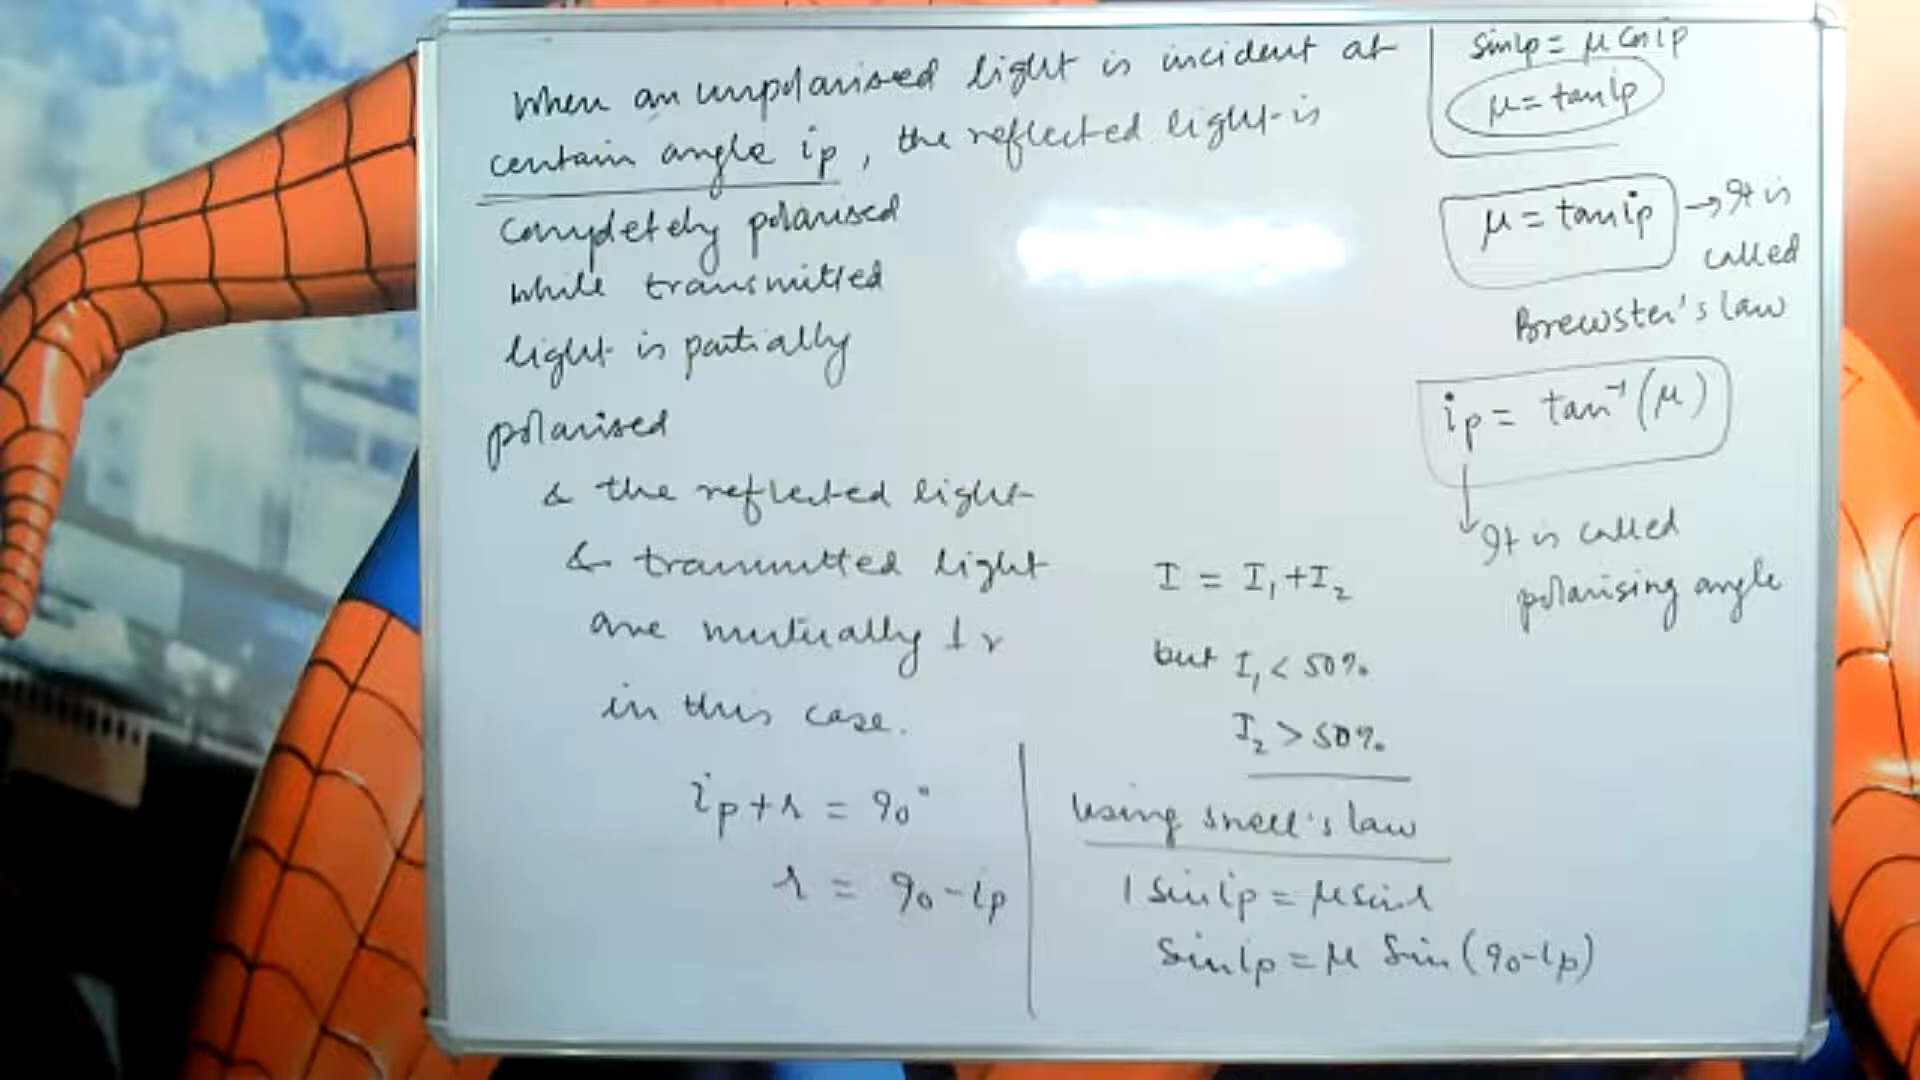 When an unpolarised light is incident at
certain angle ip, the reflected light is
completely polarised
while transmitted
light is partially
polarised
& the reflected light
& transmitted light
are mutually ⊥r
in this case.
ip + r = 90°
r = 90 - ip
I = I₁ + I₂
but I₁ < 50%
I₂ > 50%
using snell's law
1 sin ip = μ sin r
sin ip = μ sin (90 - ip)
sin ip = μ cos ip
μ = tan ip
μ = tan ip → It is
called
Brewster's law
ip = tan⁻¹(μ)
↓ It is called
polarising angle